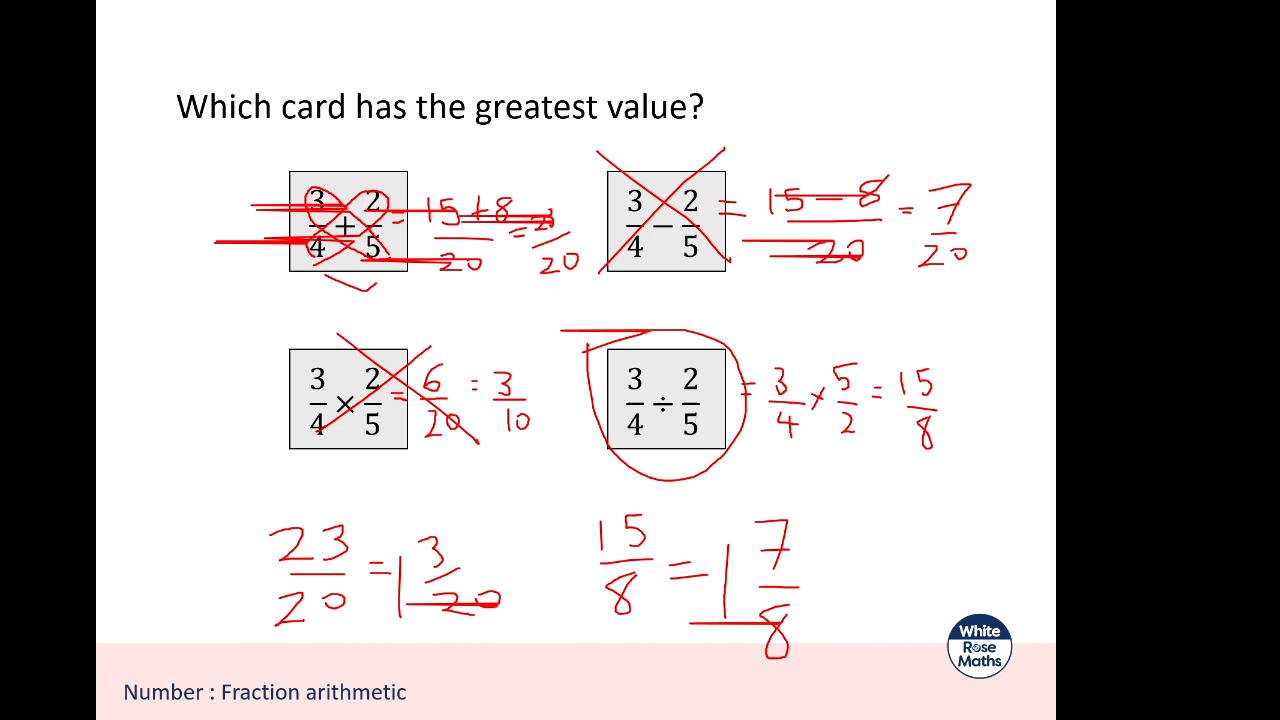 Which card has the greatest value?
3/4 + 2/5 = 15 + 8/20 = 23/20
3/4 − 2/5 = 15 − 8/20 = 7/20
3/4 × 2/5 = 6/20 = 3/10
3/4 ÷ 2/5 = 3/4 × 5/2 = 15/8
23/20 = 1 3/20
15/8 = 1 7/8
White
Rose
Maths
Number : Fraction arithmetic